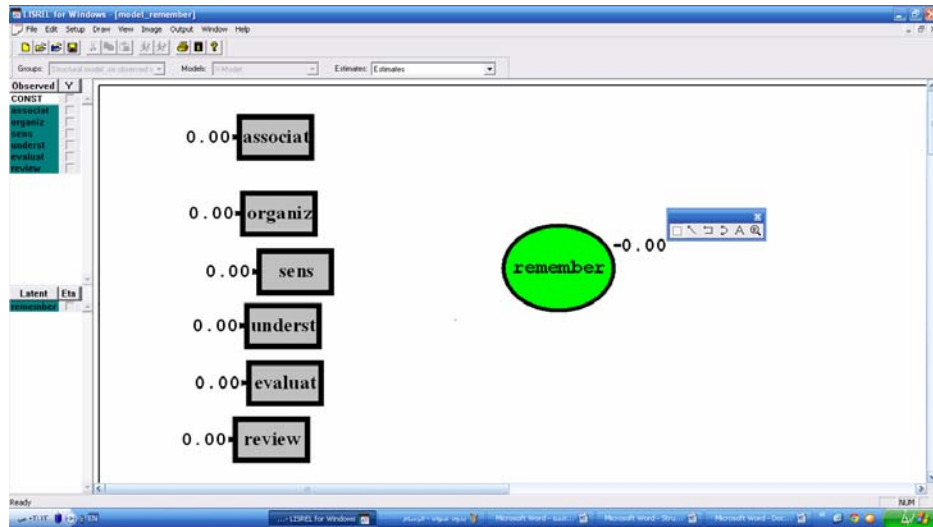 LISREL for Windows - [model_remember]
File Edit Setup Draw View Image Output Window Help
Groups: Models: Estimates: Estimates
Observed Y
CONST
associat
organiz
sens
underst
evaluat
review
Latent Eta
remember
0.00 associat
0.00 organiz
0.00 sens
0.00 underst
0.00 evaluat
0.00 review
remember
-0.00
A
Ready
NUM
EN
LISREL for Windows
Microsoft Word
Microsoft Word - Stru...
Microsoft Word - Doc...